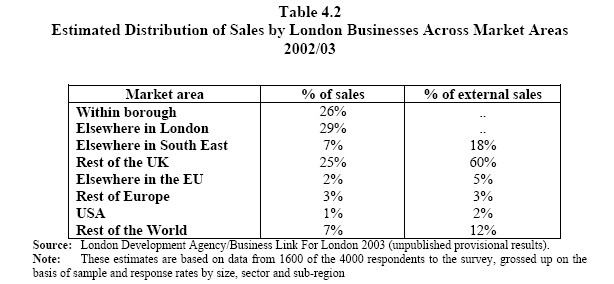 Table 4.2
Estimated Distribution of Sales by London Businesses Across Market Areas
2002/03
Market area % of sales % of external sales
Within borough 26% ..
Elsewhere in London 29% ..
Elsewhere in South East 7% 18%
Rest of the UK 25% 60%
Elsewhere in the EU 2% 5%
Rest of Europe 3% 3%
USA 1% 2%
Rest of the World 7% 12%
Source: London Development Agency/Business Link For London 2003 (unpublished provisional results).
Note: These estimates are based on data from 1600 of the 4000 respondents to the survey, grossed up on the
basis of sample and response rates by size, sector and sub-region